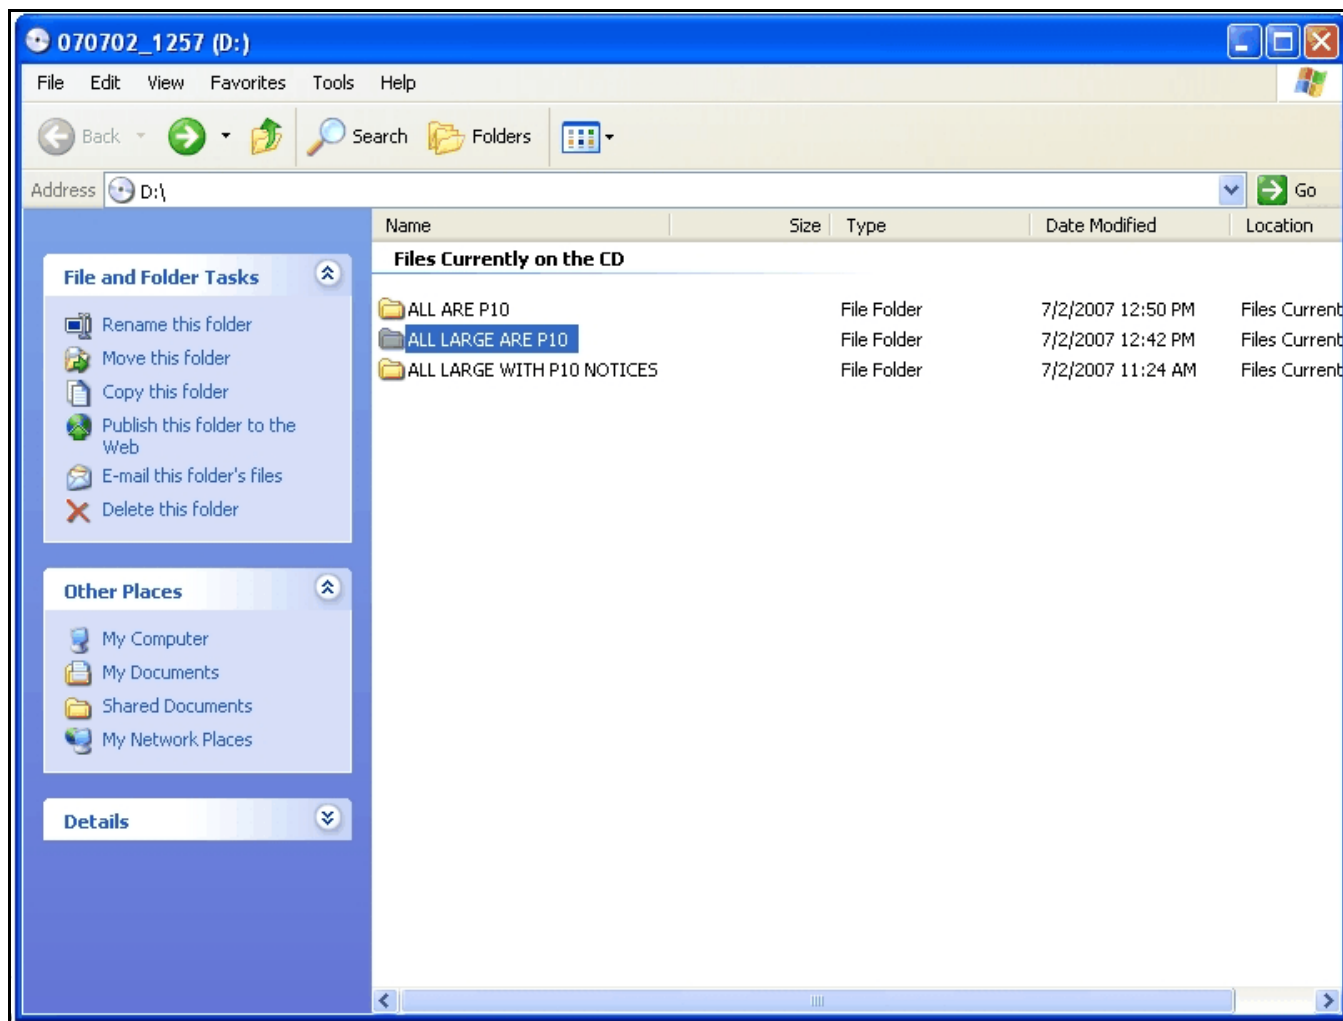 070702_1257 (D:)
File Edit View Favorites Tools Help
Back Search Folders
Address D:\ Go
Name Size Type Date Modified Location
Files Currently on the CD
ALL ARE P10 File Folder 7/2/2007 12:50 PM Files Current
ALL LARGE ARE P10 File Folder 7/2/2007 12:42 PM Files Current
ALL LARGE WITH P10 NOTICES File Folder 7/2/2007 11:24 AM Files Current
File and Folder Tasks
Rename this folder
Move this folder
Copy this folder
Publish this folder to the
Web
E-mail this folder's files
Delete this folder
Other Places
My Computer
My Documents
Shared Documents
My Network Places
Details